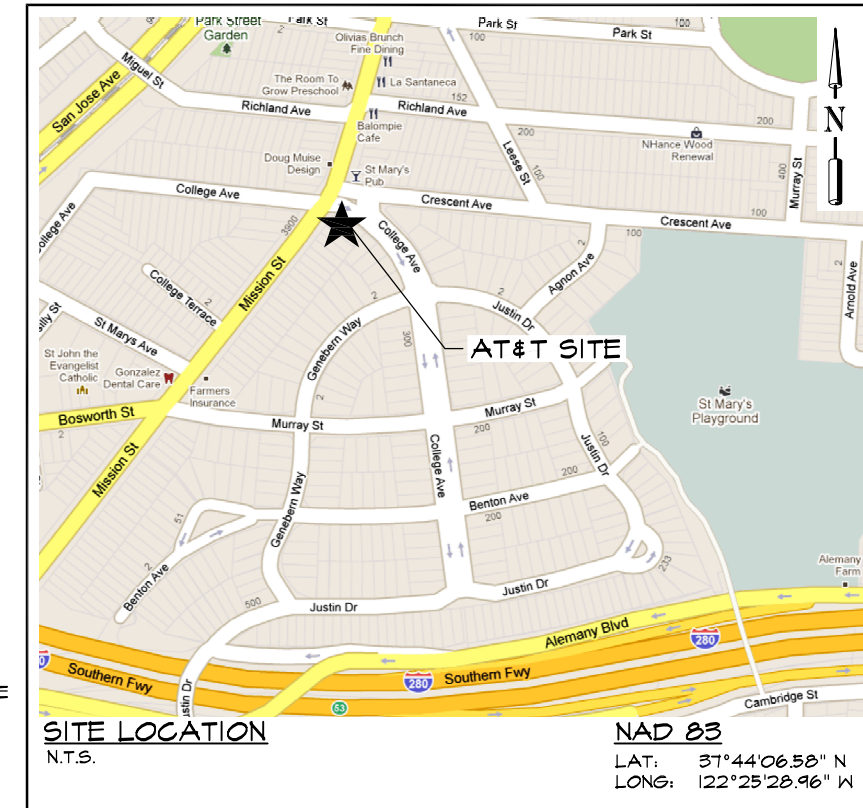 Park Street
Garden
Park St
2
Park St
100
Park St
100
Olivias Brunch
Fine Dining
Miguel St
San Jose Ave
The Room To
Grow Preschool
La Santaneca
Richland Ave
152
Richland Ave
200
200
N
Balompie
Cafe
NHance Wood
Renewal
Doug Muise
Design
St Mary's
Pub
Leese St
100
400
Murray St
College Ave
College Ave
Crescent Ave
Crescent Ave
100
100
3900
College Ave
Mission St
2
Agnon Ave
2
Arnold Ave
College Terrace
2
2
2
Justin Dr
Genebern Way
300
AT&T SITE
St Marys Ave
St John the
Evangelist
Catholic
Gonzalez
Dental Care
Farmers
Insurance
2
St Mary's
Playground
Bosworth St
2
Murray St
Murray St
200
100
Justin Dr
Mission St
College Ave
200
Genebern Way
Benton Ave
200
51
2
Benton Ave
233
Alemany
Farm
500
Justin Dr
Justin Dr
Alemany Blvd
280
Southern Fwy
280
Southern Fwy
53
Cambridge St
SITE LOCATION
N.T.S.
NAD 83
LAT: 37°44'06.58" N
LONG: 122°25'28.96" W